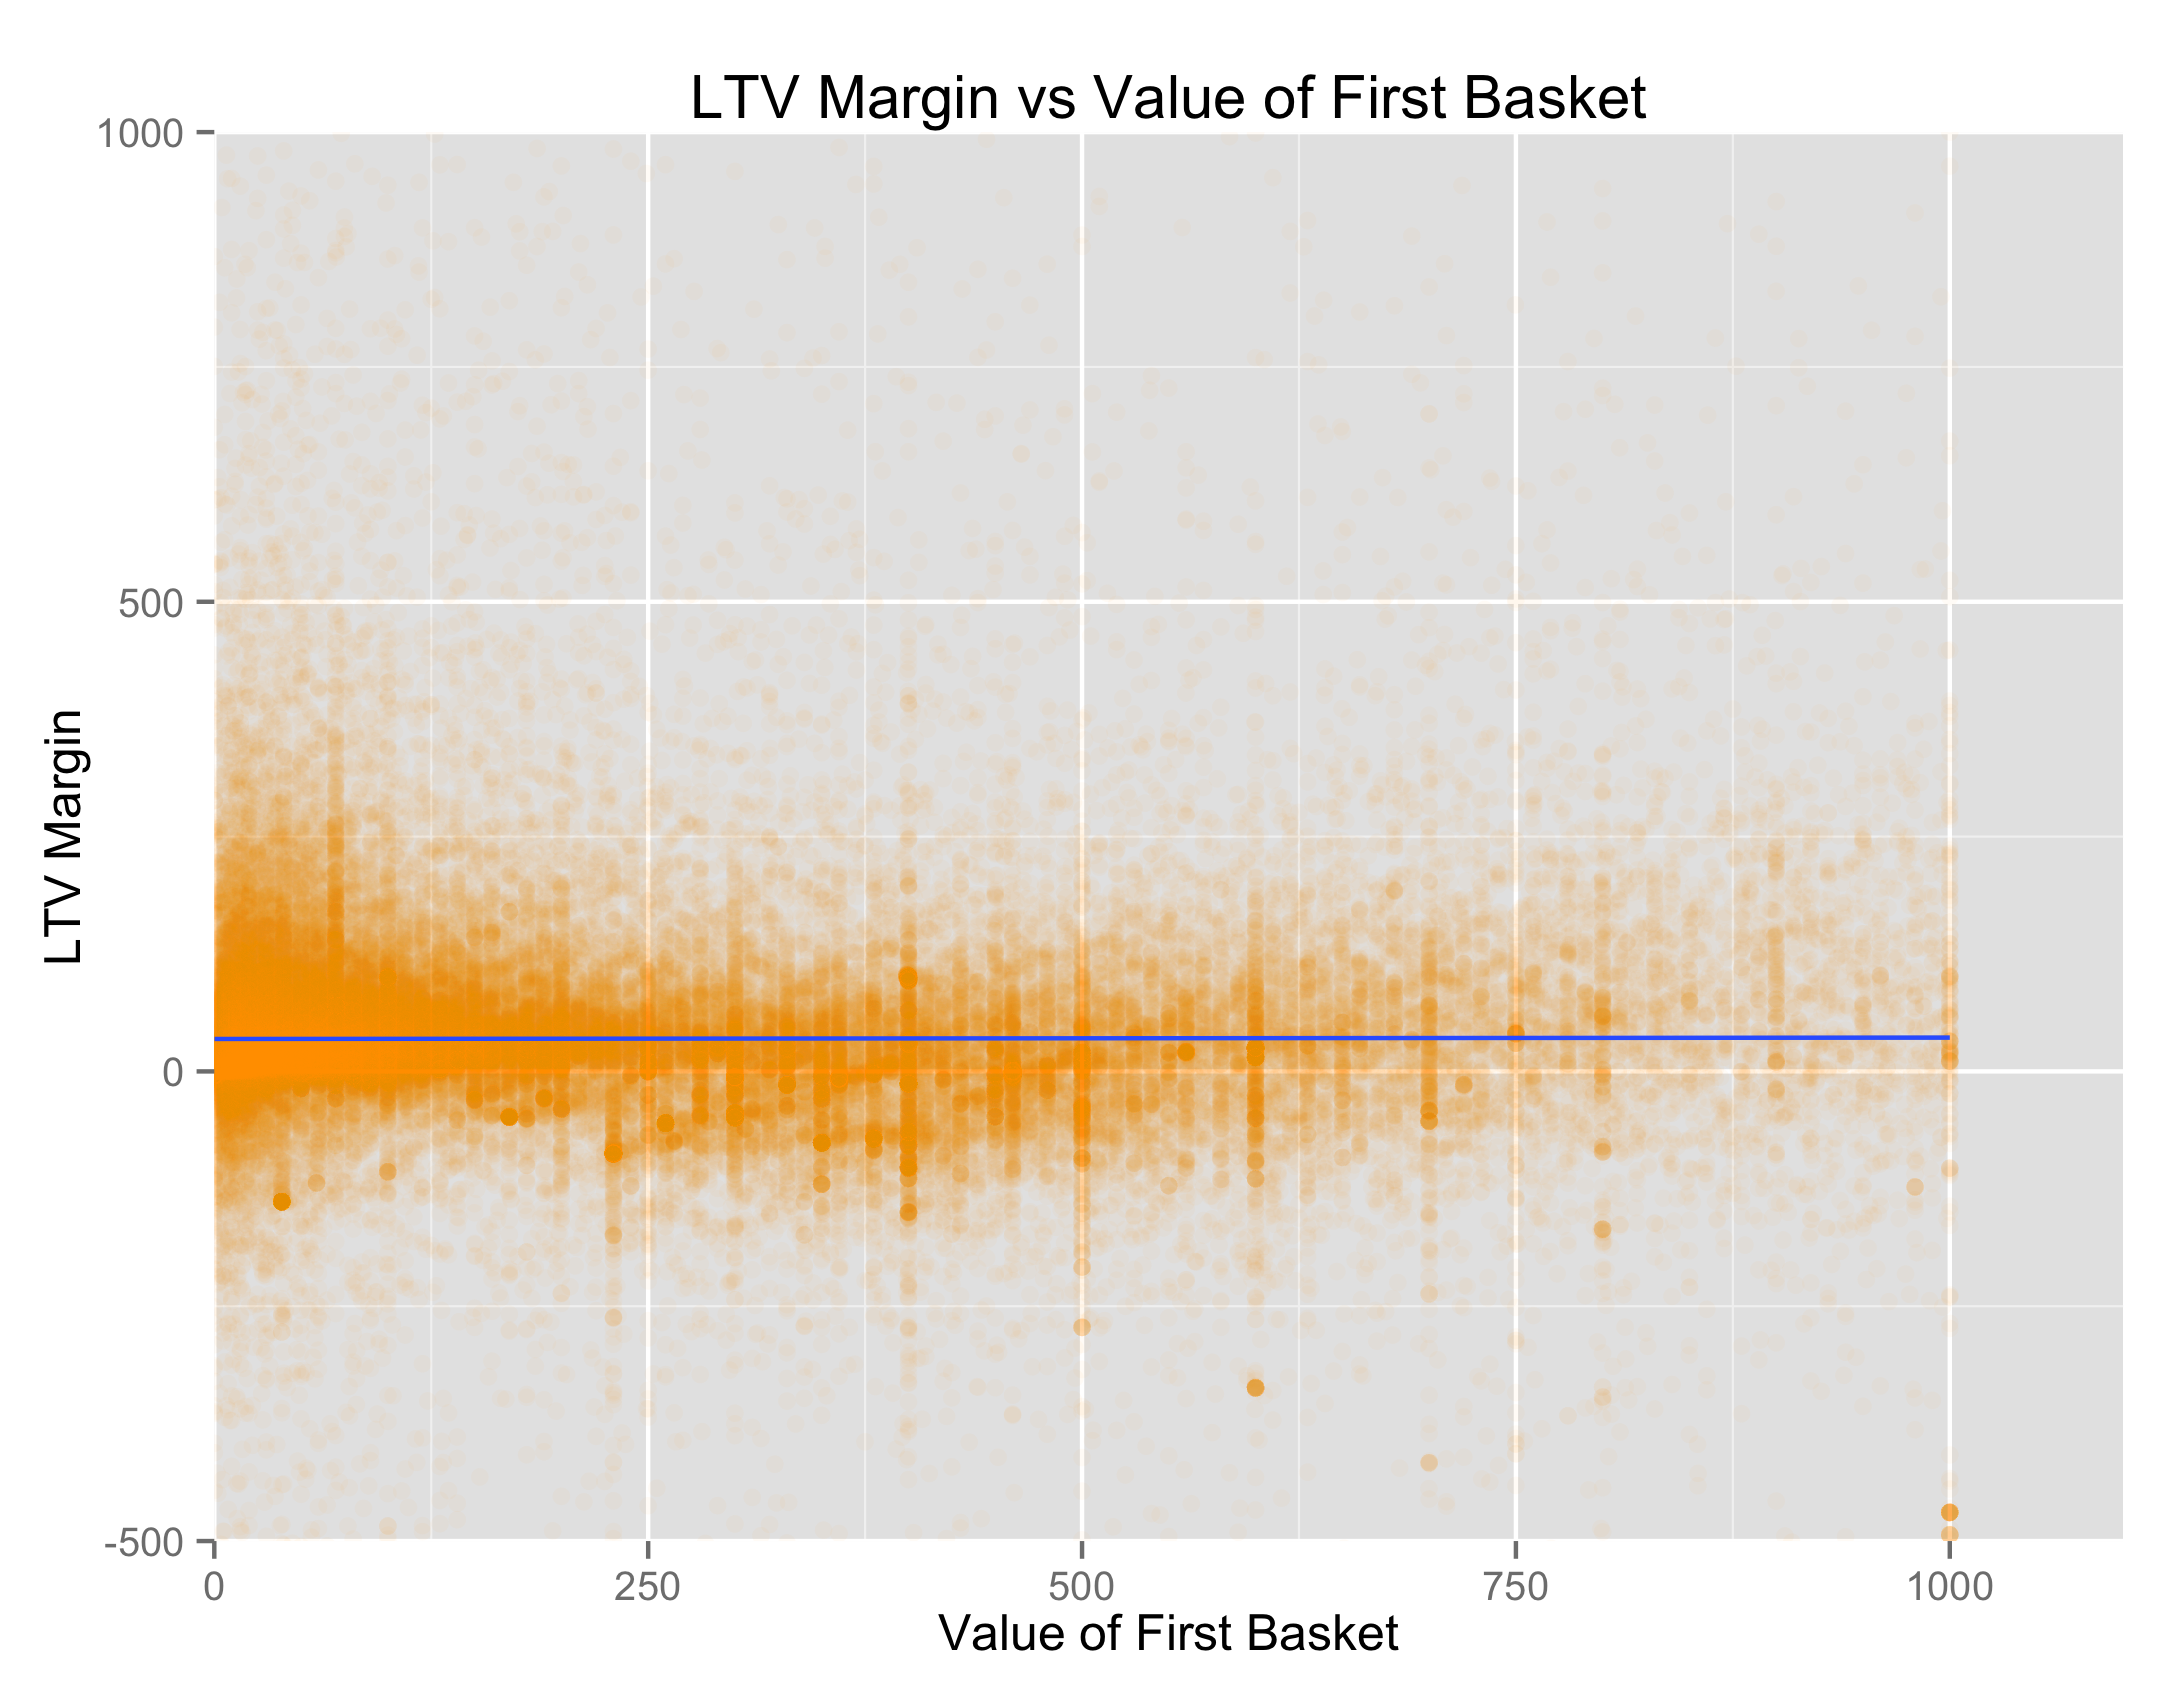 LTV Margin vs Value of First Basket
1000
500
0
-500
LTV Margin
0 250 500 750 1000
Value of First Basket